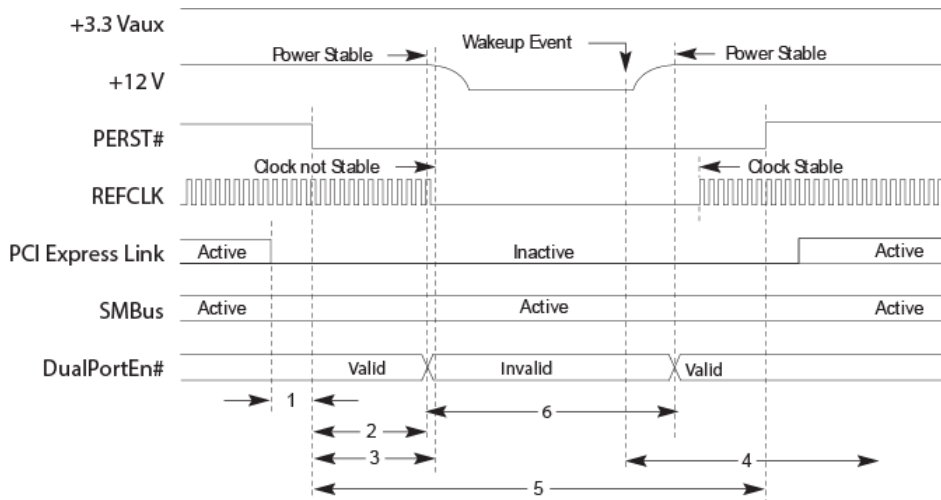 +3.3 Vaux
Power Stable
Wakeup Event
Power Stable
+12 V
PERST#
Clock not Stable
Clock Stable
REFCLK
PCI Express Link
Active
Inactive
Active
SMBus
Active
Active
Active
DualPortEn#
Valid
Invalid
Valid
1
6
2
3
4
5